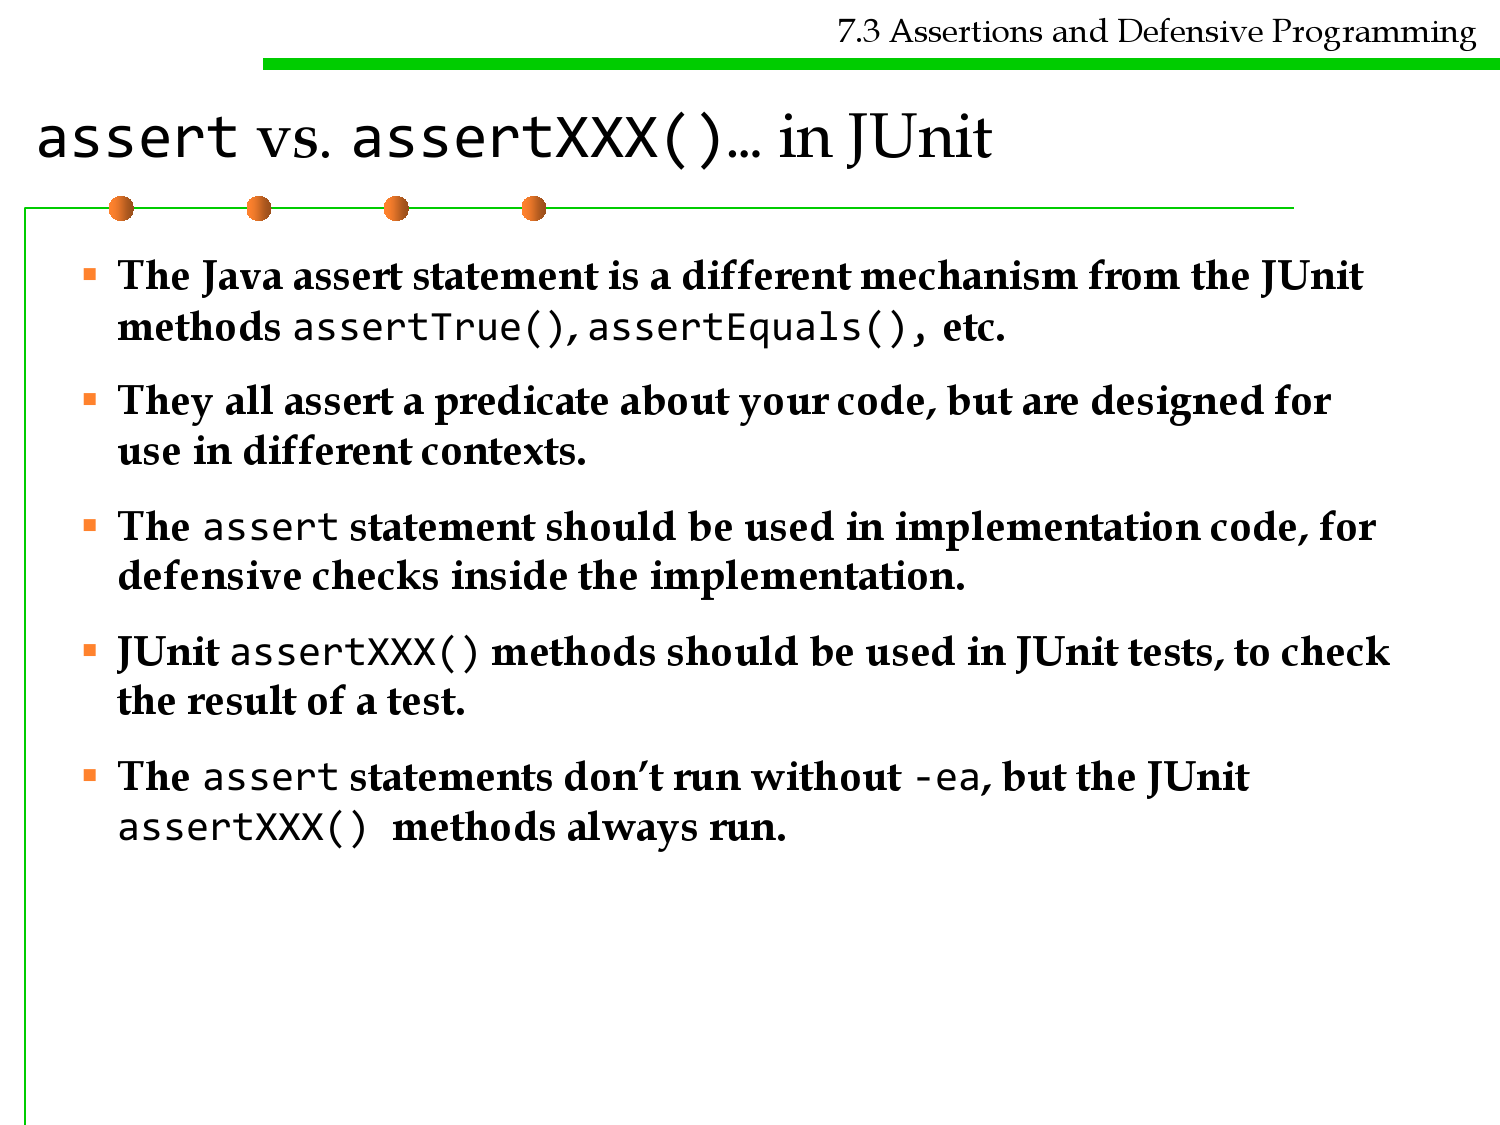 7.3 Assertions and Defensive Programming
assert vs. assertXXX()… in JUnit
▪ The Java assert statement is a different mechanism from the JUnit
methods assertTrue(), assertEquals(), etc.
▪ They all assert a predicate about your code, but are designed for
use in different contexts.
▪ The assert statement should be used in implementation code, for
defensive checks inside the implementation.
▪ JUnit assertXXX() methods should be used in JUnit tests, to check
the result of a test.
▪ The assert statements don’t run without -ea, but the JUnit
assertXXX() methods always run.